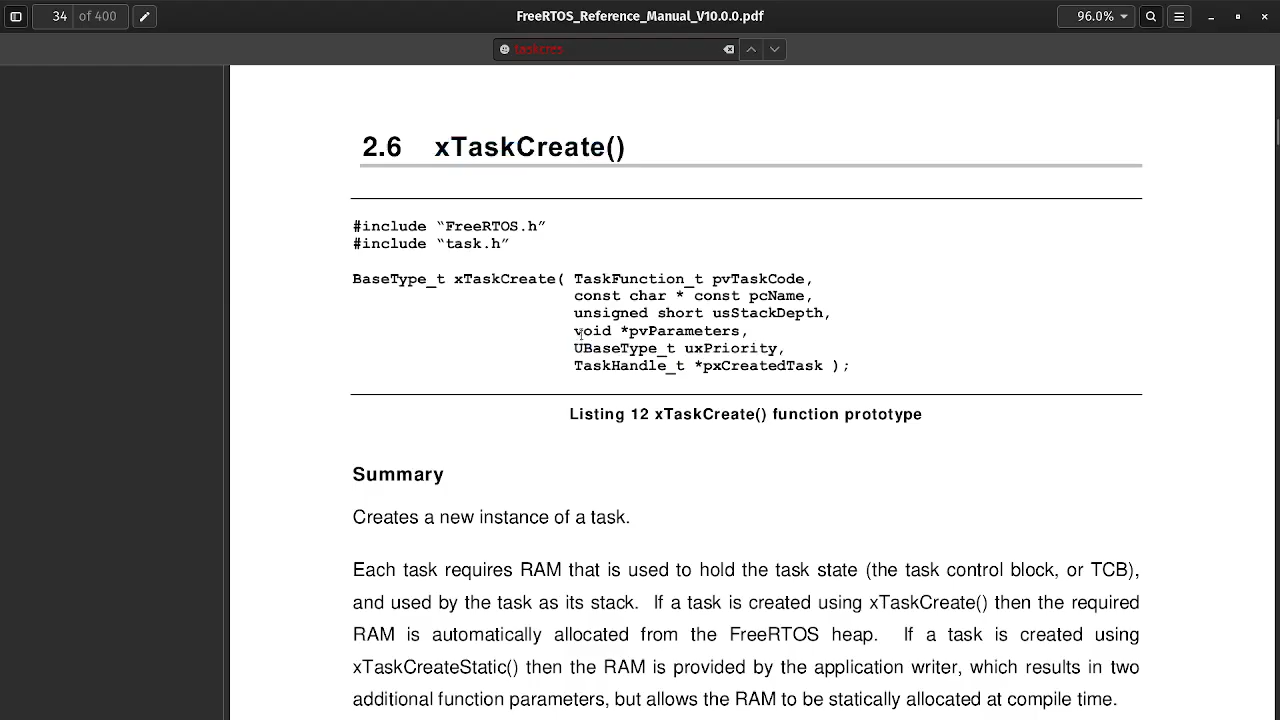 34 of 400
FreeRTOS_Reference_Manual_V10.0.0.pdf
96.0%
taskcres
2.6 xTaskCreate()
#include “FreeRTOS.h”
#include “task.h”
BaseType_t xTaskCreate( TaskFunction_t pvTaskCode,
const char * const pcName,
unsigned short usStackDepth,
void *pvParameters,
UBaseType_t uxPriority,
TaskHandle_t *pxCreatedTask );
Listing 12 xTaskCreate() function prototype
Summary
Creates a new instance of a task.
Each task requires RAM that is used to hold the task state (the task control block, or TCB),
and used by the task as its stack. If a task is created using xTaskCreate() then the required
RAM is automatically allocated from the FreeRTOS heap. If a task is created using
xTaskCreateStatic() then the RAM is provided by the application writer, which results in two
additional function parameters, but allows the RAM to be statically allocated at compile time.